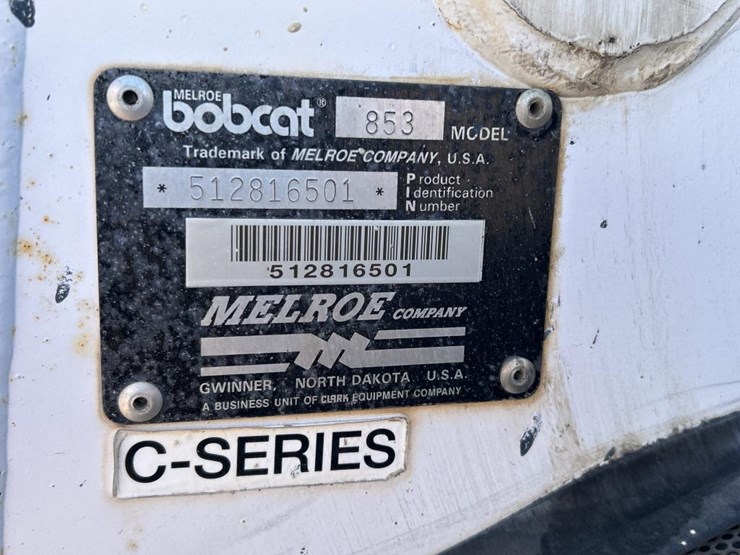 MELROE
bobcat® 853 MODEL
Trademark of MELROE COMPANY, U.S.A.
* 512816501 * Product
Identification
Number
512816501
MELROE COMPANY
GWINNER, NORTH DAKOTA U.S.A.
A BUSINESS UNIT OF CLARK EQUIPMENT COMPANY
C-SERIES